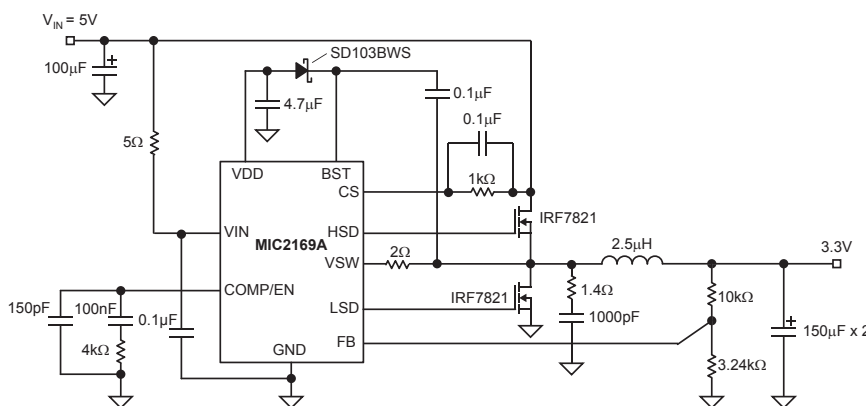 V_IN = 5V
SD103BWS
100μF
+
4.7μF
0.1μF
0.1μF
5Ω
1kΩ
VDD
BST
CS
IRF7821
VIN
MIC2169A
HSD
2.5μH
3.3V
2Ω
VSW
COMP/EN
IRF7821
1.4Ω
10kΩ
150pF
100nF
0.1μF
LSD
1000pF
+
150μF x 2
4kΩ
GND
FB
3.24kΩ